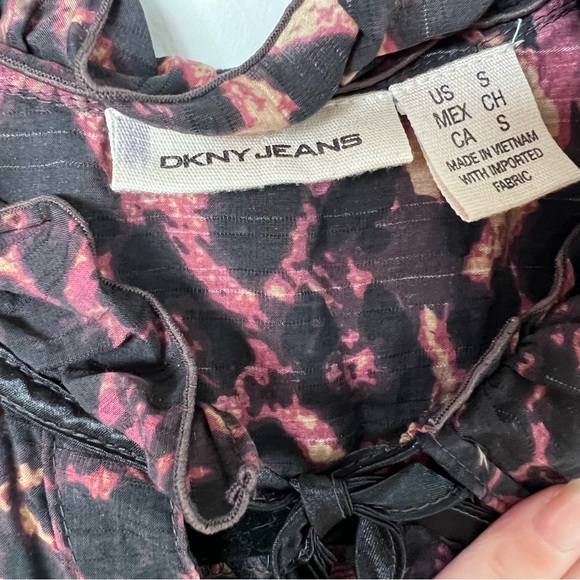 DKNY JEANS
US S
MEX CH
CA S
MADE IN VIETNAM
WITH IMPORTED
FABRIC